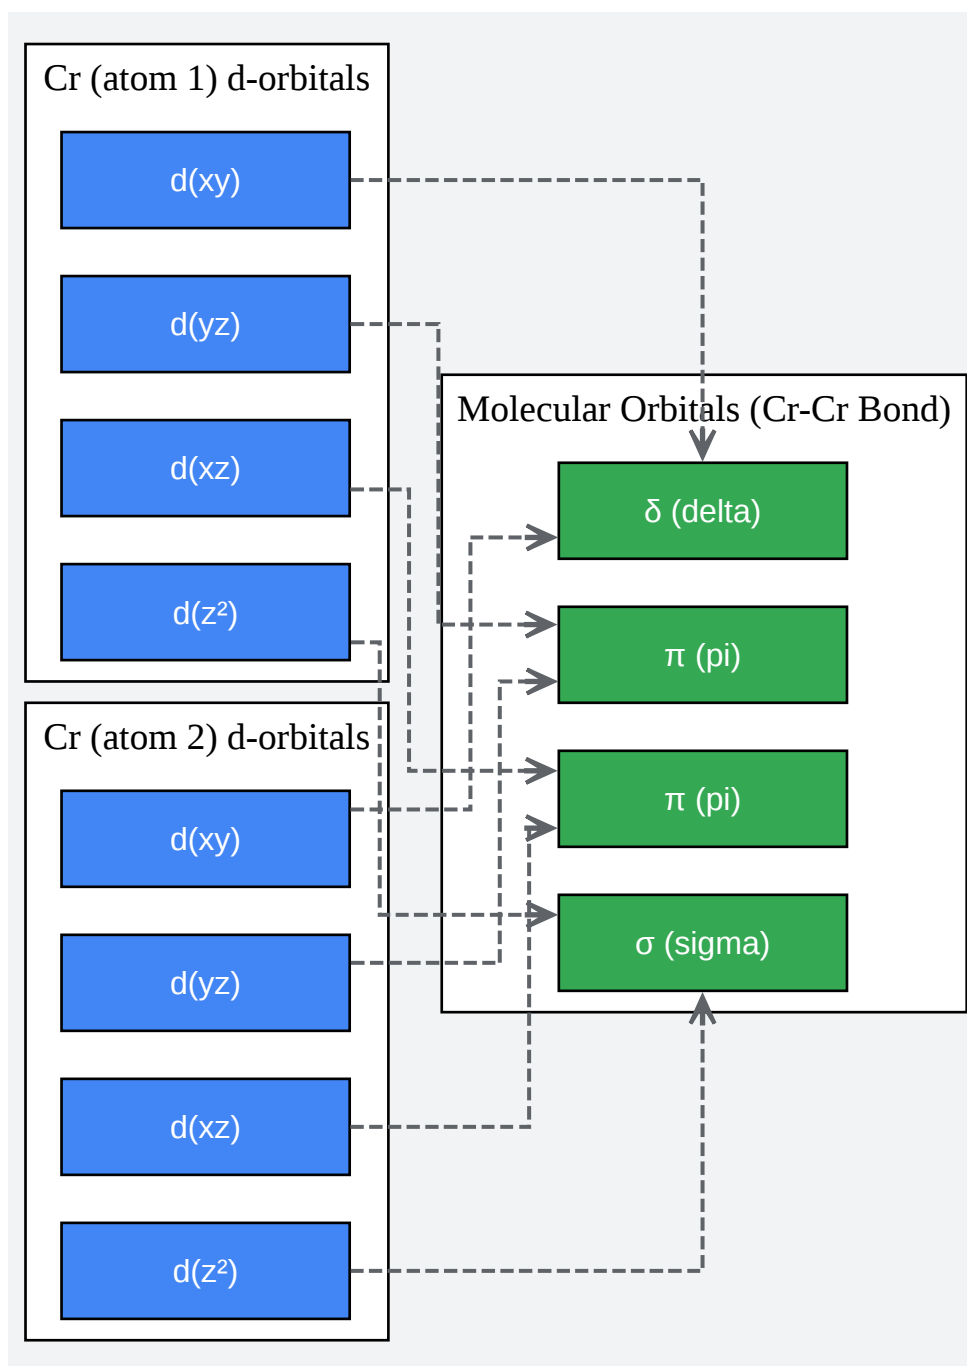 Cr (atom 1) d-orbitals
d(xy)
d(yz)
d(xz)
d(z²)
Cr (atom 2) d-orbitals
d(xy)
d(yz)
d(xz)
d(z²)
Molecular Orbitals (Cr-Cr Bond)
δ (delta)
π (pi)
π (pi)
σ (sigma)